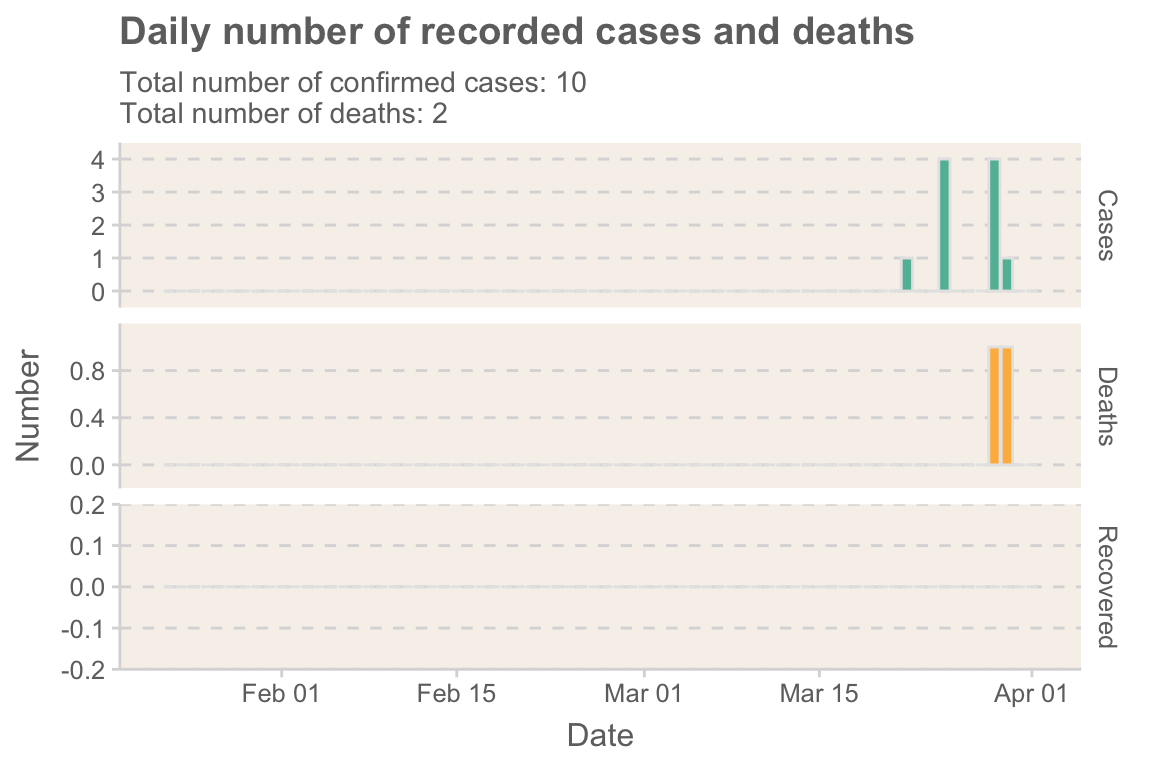 Daily number of recorded cases and deaths
Total number of confirmed cases: 10
Total number of deaths: 2
4
3
2
1
0
Cases
0.8
0.4
0.0
Deaths
0.2
0.1
0.0
-0.1
-0.2
Recovered
Number
Feb 01 Feb 15 Mar 01 Mar 15 Apr 01
Date